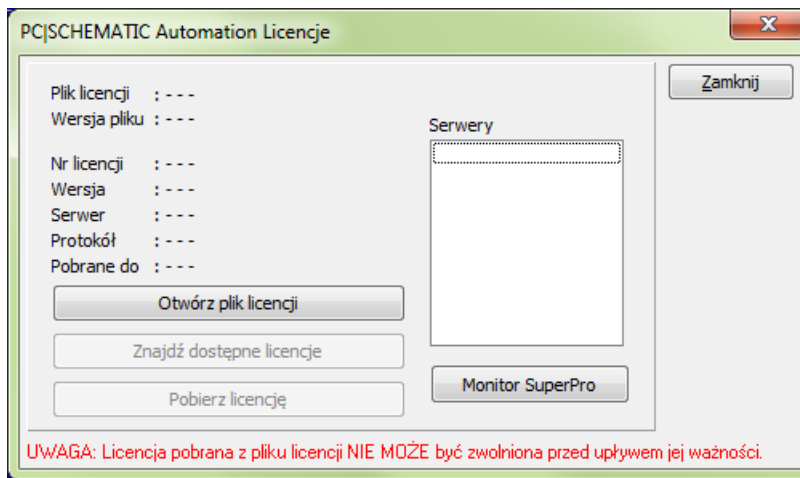 PC|SCHEMATIC Automation Licencje
Zamknij
Plik licencji : - - -
Wersja pliku : - - -
Nr licencji : - - -
Wersja : - - -
Serwer : - - -
Protokół : - - -
Pobrane do : - - -
Otwórz plik licencji
Znajdź dostępne licencje
Pobierz licencję
Serwery
Monitor SuperPro
UWAGA: Licencja pobrana z pliku licencji NIE MOŻE być zwolniona przed upływem jej ważności.